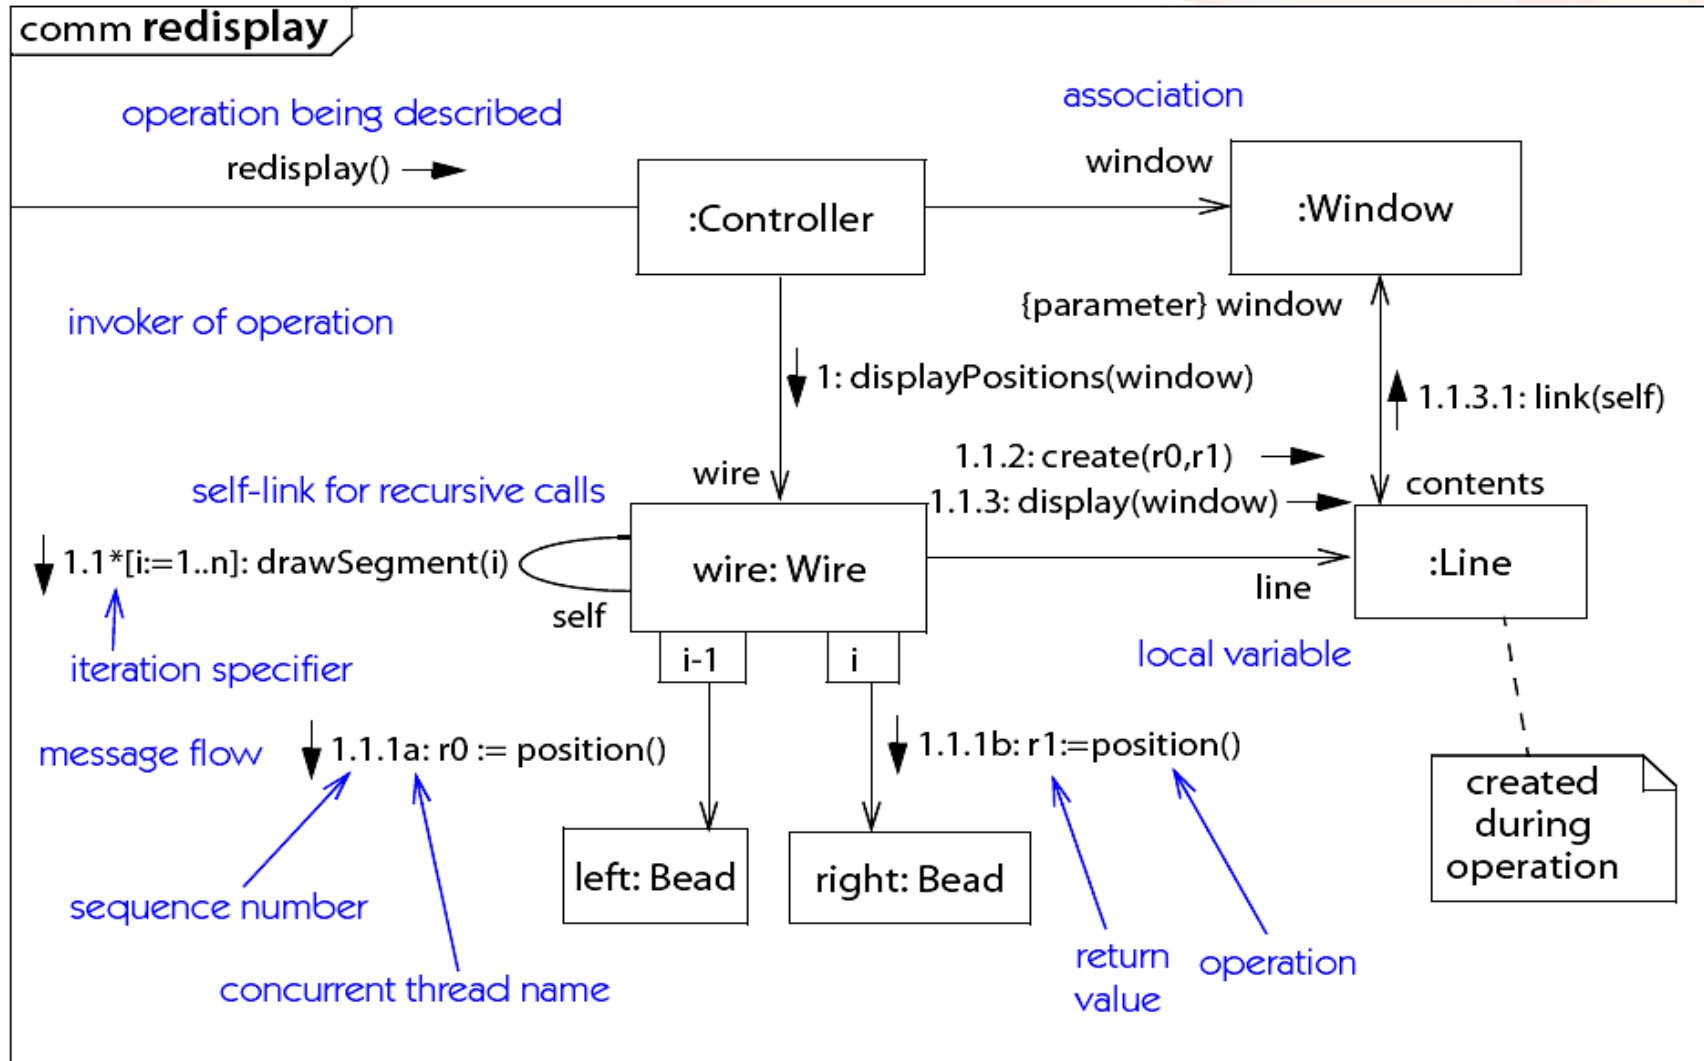 comm redisplay
operation being described
association
redisplay()
window
:Controller
:Window
invoker of operation
{parameter} window
1: displayPositions(window)
1.1.3.1: link(self)
1.1.2: create(r0,r1)
wire
self-link for recursive calls
1.1.3: display(window)
contents
1.1*[i:=1..n]: drawSegment(i)
wire: Wire
:Line
line
self
iteration specifier
i-1
i
local variable
message flow
1.1.1a: r0 := position()
1.1.1b: r1:=position()
created
during
operation
left: Bead
right: Bead
sequence number
return
value
operation
concurrent thread name